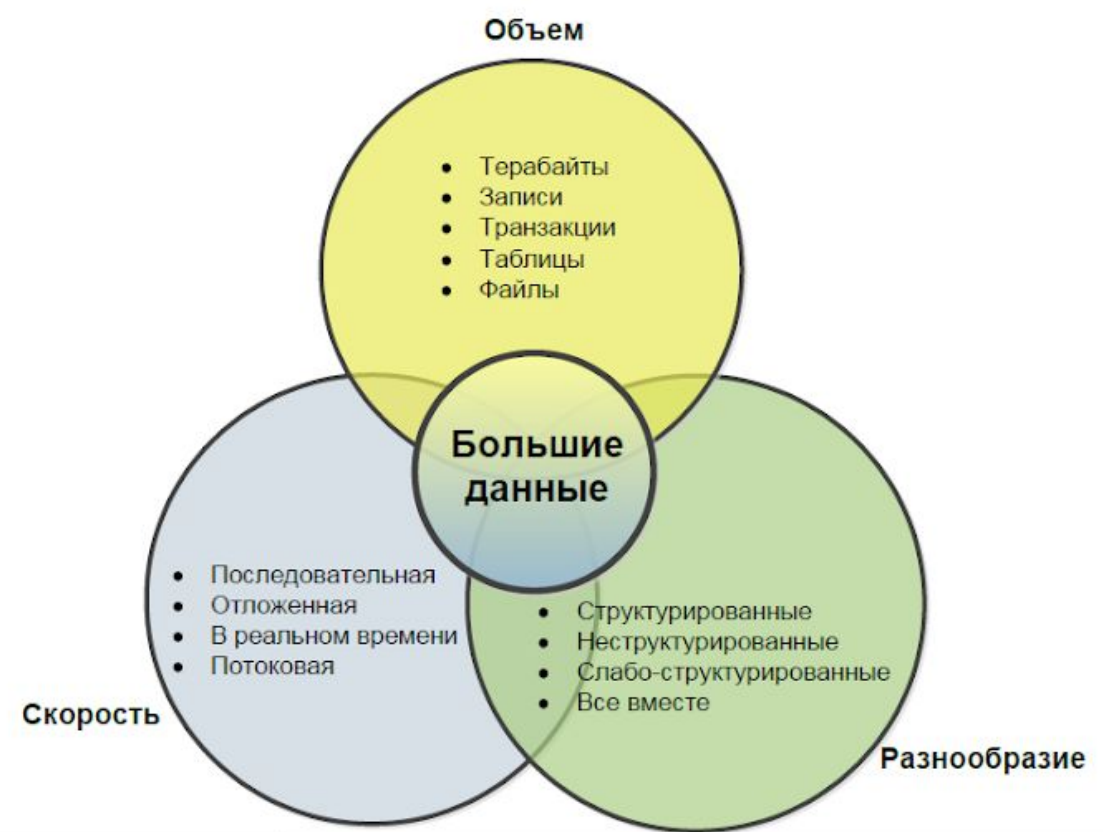 Объем
• Терабайты
• Записи
• Транзакции
• Таблицы
• Файлы
Большие
данные
• Последовательная
• Отложенная
• В реальном времени
• Потоковая
Скорость
• Структурированные
• Неструктурированные
• Слабо-структурированные
• Все вместе
Разнообразие